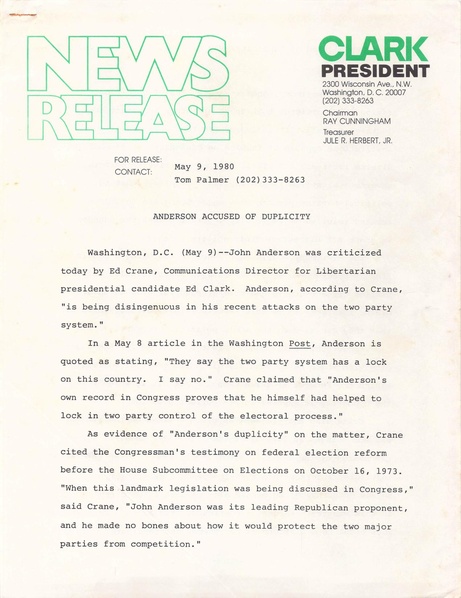 NEWS
RELEASE
CLARK
PRESIDENT
2300 Wisconsin Ave., N.W.
Washington, D. C. 20007
(202) 333-8263
Chairman
RAY CUNNINGHAM
Treasurer
JULE R. HERBERT, JR.
FOR RELEASE: May 9, 1980
CONTACT: Tom Palmer (202)333-8263
ANDERSON ACCUSED OF DUPLICITY
Washington, D.C. (May 9)--John Anderson was criticized
today by Ed Crane, Communications Director for Libertarian
presidential candidate Ed Clark. Anderson, according to Crane,
"is being disingenuous in his recent attacks on the two party
system."
In a May 8 article in the Washington Post, Anderson is
quoted as stating, "They say the two party system has a lock
on this country. I say no." Crane claimed that "Anderson's
own record in Congress proves that he himself had helped to
lock in two party control of the electoral process."
As evidence of "Anderson's duplicity" on the matter, Crane
cited the Congressman's testimony on federal election reform
before the House Subcommittee on Elections on October 16, 1973.
"When this landmark legislation was being discussed in Congress,"
said Crane, "John Anderson was its leading Republican proponent,
and he made no bones about how it would protect the two major
parties from competition."